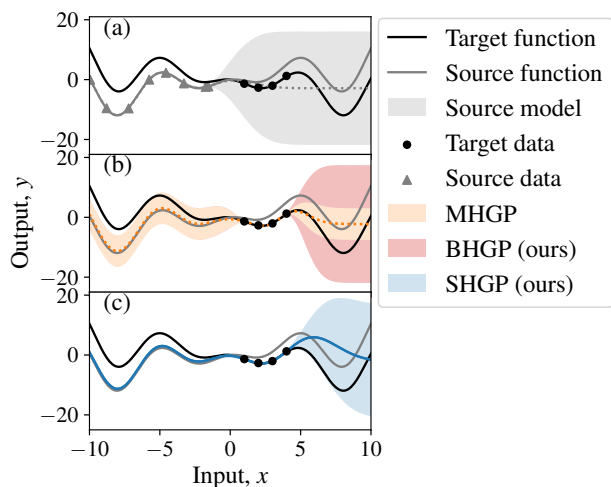 (a)
20
0
−20
(b)
20
0
−20
(c)
20
0
−20
−10
−5
0
5
10
Input, x
Output, y
Target function
Source function
Source model
Target data
Source data
MHGP
BHGP (ours)
SHGP (ours)